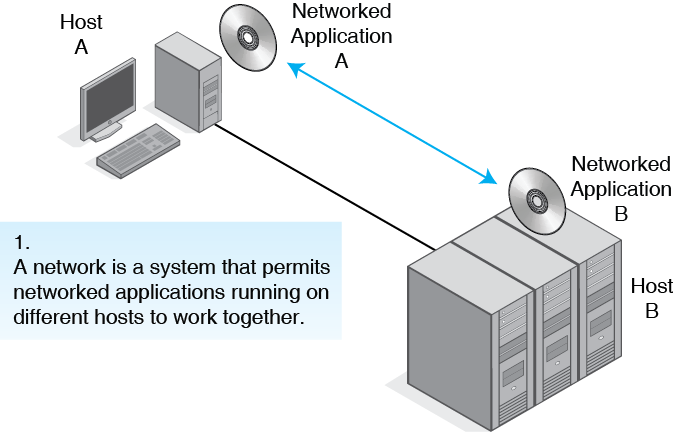 Host
A
Networked
Application
A
Networked
Application
B
Host
B
1.
A network is a system that permits
networked applications running on
different hosts to work together.